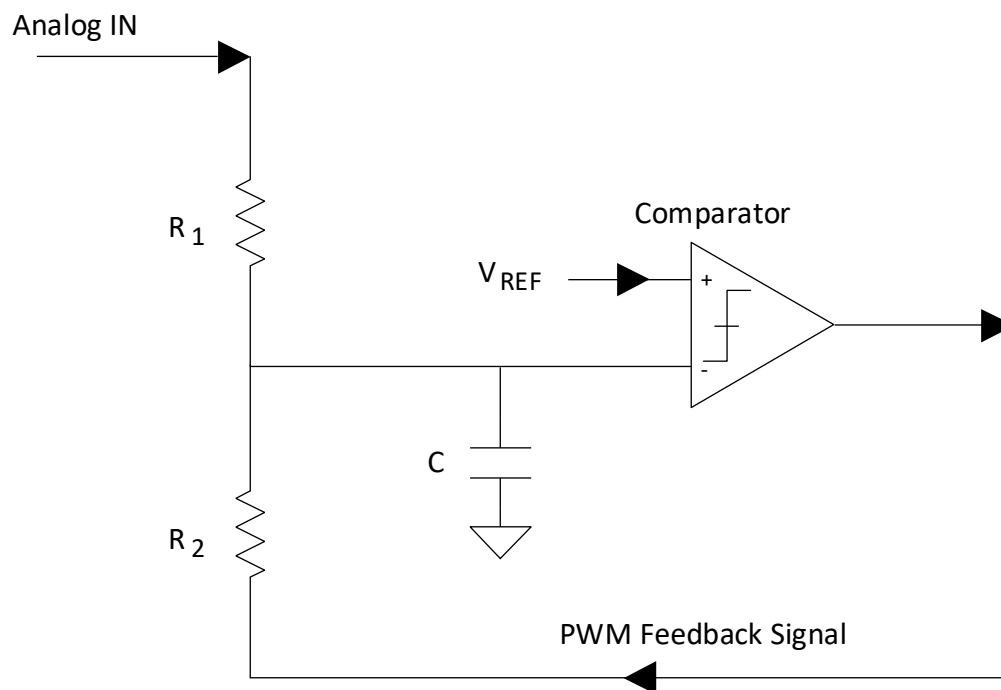 Analog IN
R 1
Comparator
V REF
+
-
C
R 2
PWM Feedback Signal